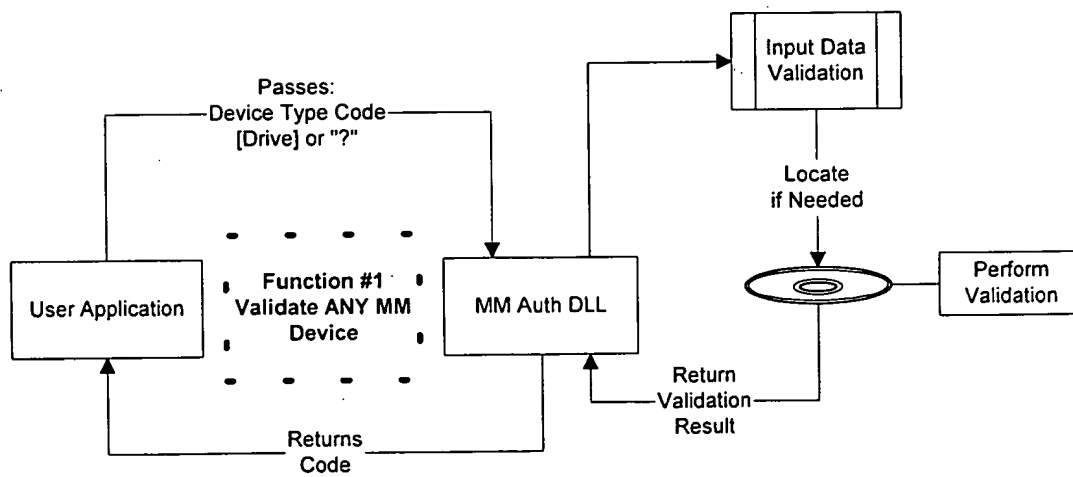 Passes:
Device Type Code
[Drive] or "?"
Input Data
Validation
Locate
if Needed
User Application
Function #1
Validate ANY MM
Device
MM Auth DLL
Perform
Validation
Return
Validation
Result
Returns
Code